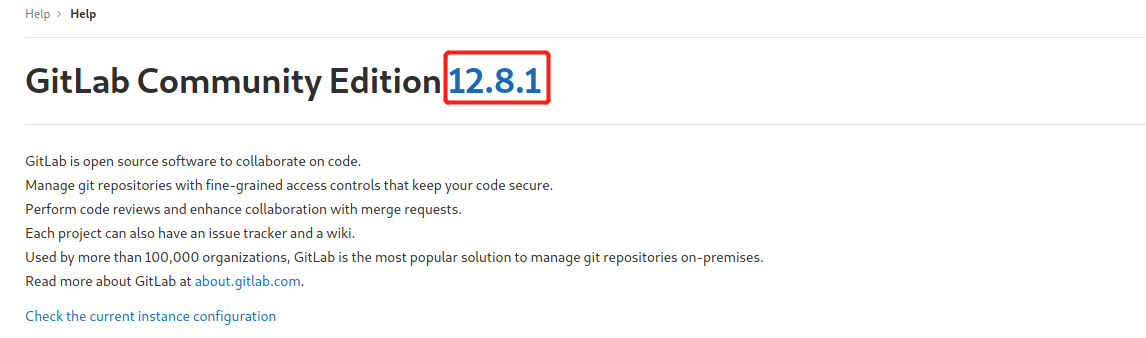 Help › Help
GitLab Community Edition 12.8.1
GitLab is open source software to collaborate on code.
Manage git repositories with fine-grained access controls that keep your code secure.
Perform code reviews and enhance collaboration with merge requests.
Each project can also have an issue tracker and a wiki.
Used by more than 100,000 organizations, GitLab is the most popular solution to manage git repositories on-premises.
Read more about GitLab at about.gitlab.com.
Check the current instance configuration